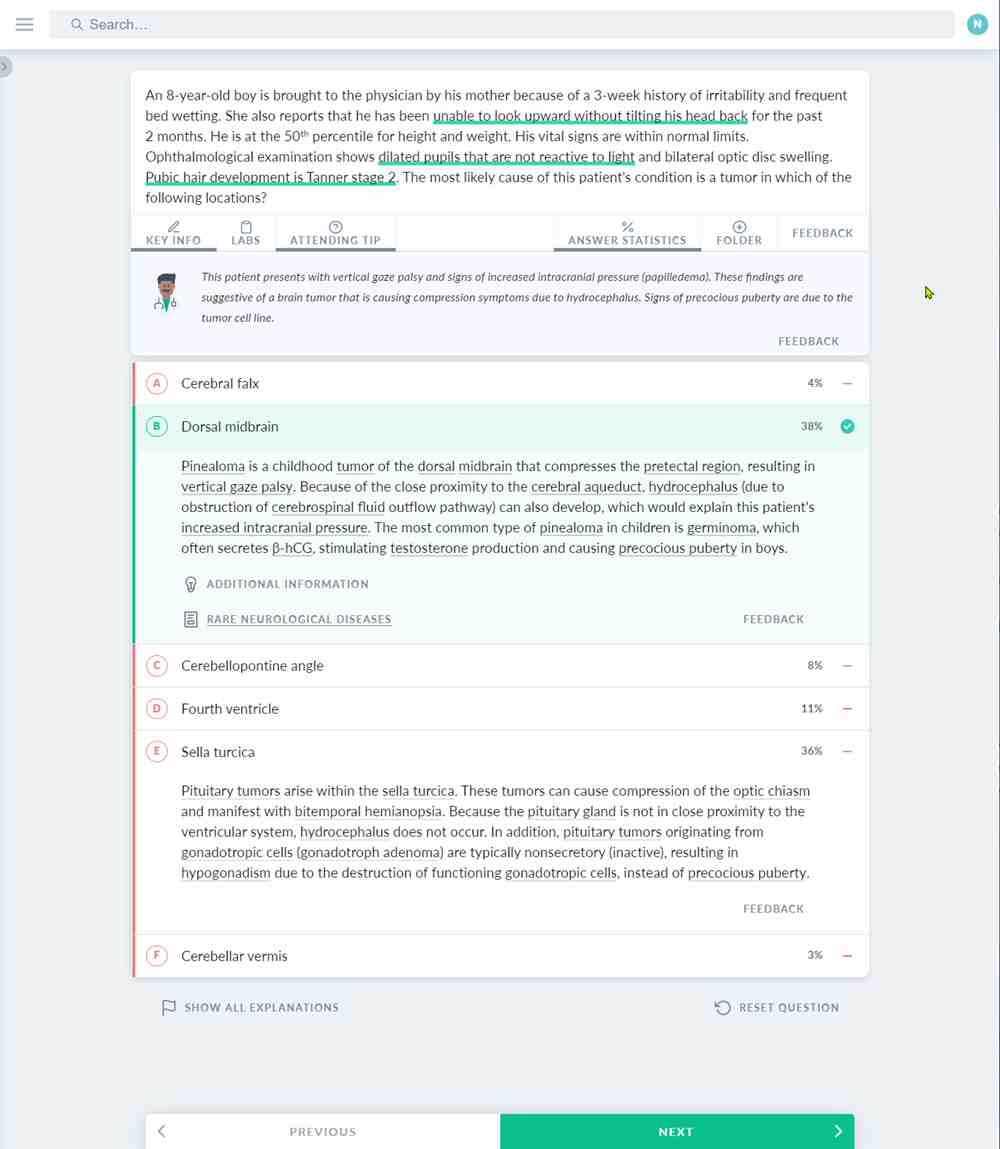 Search...
N
An 8-year-old boy is brought to the physician by his mother because of a 3-week history of irritability and frequent
bed wetting. She also reports that he has been unable to look upward without tilting his head back for the past
2 months. He is at the 50th percentile for height and weight. His vital signs are within normal limits.
Ophthalmological examination shows dilated pupils that are not reactive to light and bilateral optic disc swelling.
Pubic hair development is Tanner stage 2. The most likely cause of this patient's condition is a tumor in which of the
following locations?
KEY INFO
LABS
ATTENDING TIP
ANSWER STATISTICS
FOLDER
FEEDBACK
This patient presents with vertical gaze palsy and signs of increased intracranial pressure (papilledema). These findings are
suggestive of a brain tumor that is causing compression symptoms due to hydrocephalus. Signs of precocious puberty are due to the
tumor cell line.
FEEDBACK
A Cerebral falx 4%
B Dorsal midbrain 38%
Pinealoma is a childhood tumor of the dorsal midbrain that compresses the pretectal region, resulting in
vertical gaze palsy. Because of the close proximity to the cerebral aqueduct, hydrocephalus (due to
obstruction of cerebrospinal fluid outflow pathway) can also develop, which would explain this patient's
increased intracranial pressure. The most common type of pinealoma in children is germinoma, which
often secretes β-hCG, stimulating testosterone production and causing precocious puberty in boys.
ADDITIONAL INFORMATION
RARE NEUROLOGICAL DISEASES
FEEDBACK
C Cerebellopontine angle 8%
D Fourth ventricle 11%
E Sella turcica 36%
Pituitary tumors arise within the sella turcica. These tumors can cause compression of the optic chiasm
and manifest with bitemporal hemianopsia. Because the pituitary gland is not in close proximity to the
ventricular system, hydrocephalus does not occur. In addition, pituitary tumors originating from
gonadotropic cells (gonadotroph adenoma) are typically nonsecretory (inactive), resulting in
hypogonadism due to the destruction of functioning gonadotropic cells, instead of precocious puberty.
FEEDBACK
F Cerebellar vermis 3%
SHOW ALL EXPLANATIONS
RESET QUESTION
PREVIOUS
NEXT